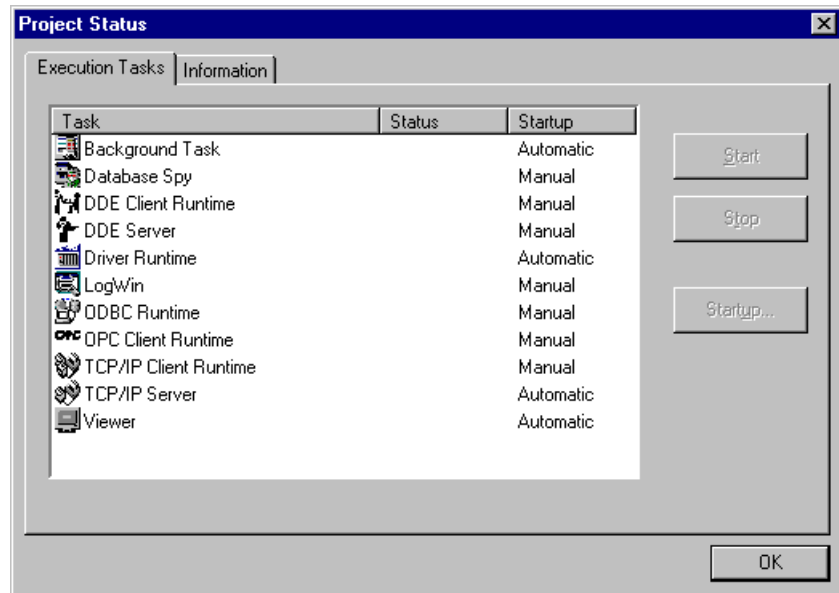 Project Status
Execution Tasks Information
Task Status Startup
Background Task Automatic
Database Spy Manual
DDE Client Runtime Manual
DDE Server Manual
Driver Runtime Automatic
LogWin Manual
ODBC Runtime Manual
OPC OPC Client Runtime Manual
TCP/IP Client Runtime Manual
TCP/IP Server Automatic
Viewer Automatic
Start
Stop
Startup...
OK